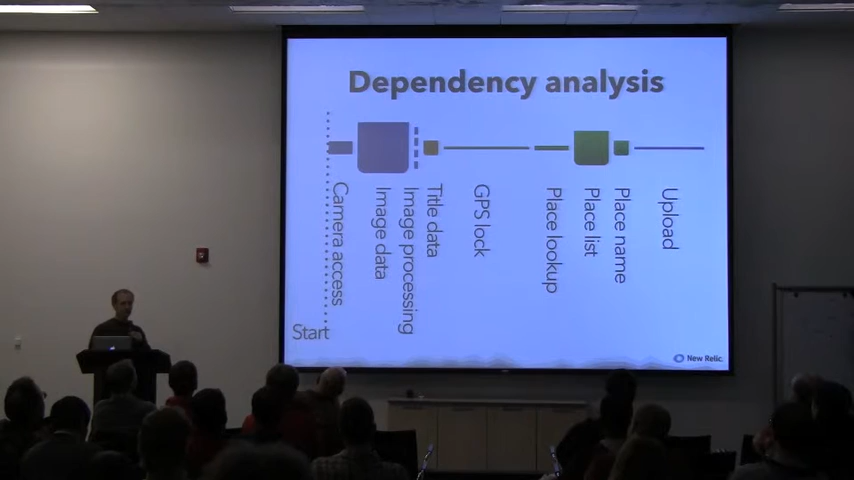 Dependency analysis
Camera access
Image data
Image processing
Title data
GPS lock
Place lookup
Place list
Place name
Upload
Start
New Relic